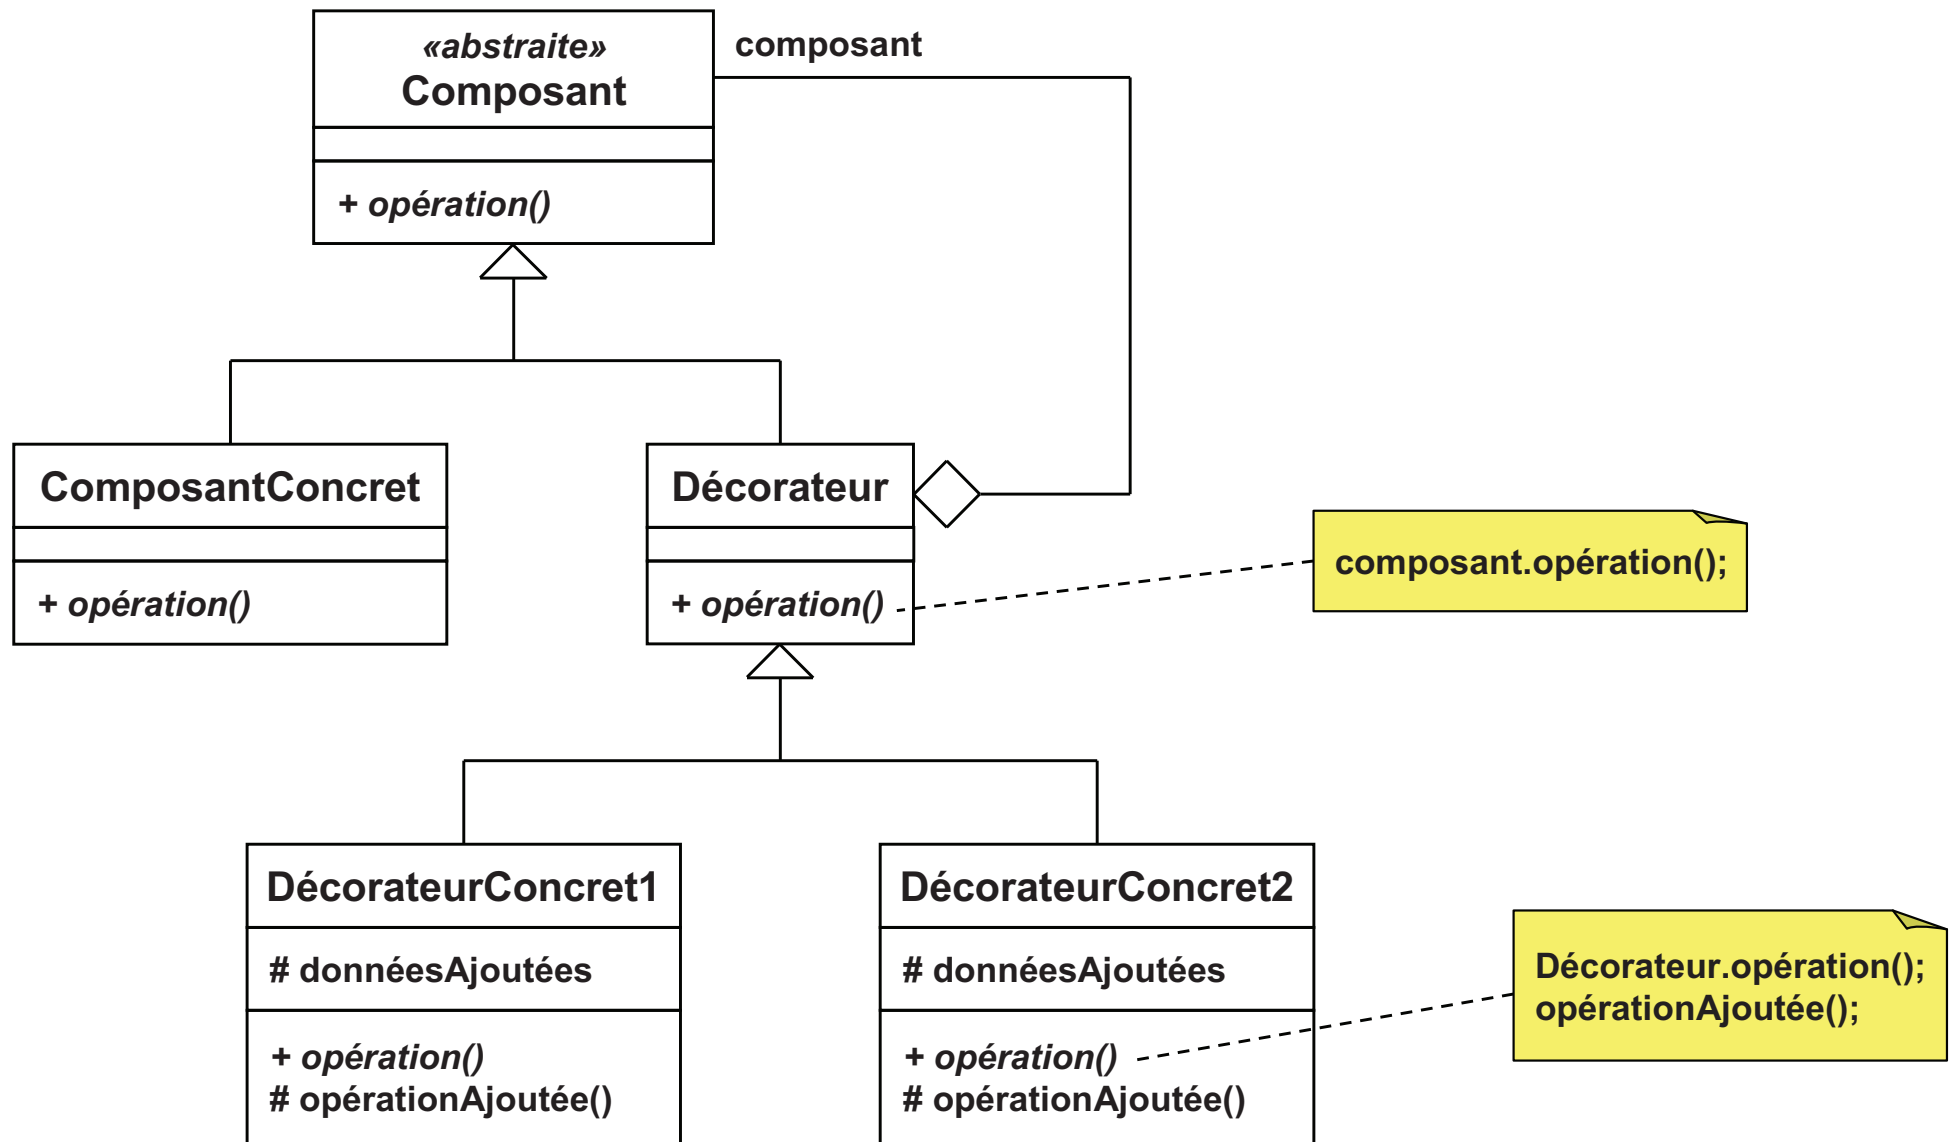 «abstraite»
Composant
composant
+ opération()
ComposantConcret
+ opération()
Décorateur
+ opération()
composant.opération();
DécorateurConcret1
# donnéesAjoutées
+ opération()
# opérationAjoutée()
DécorateurConcret2
# donnéesAjoutées
+ opération()
# opérationAjoutée()
Décorateur.opération();
opérationAjoutée();